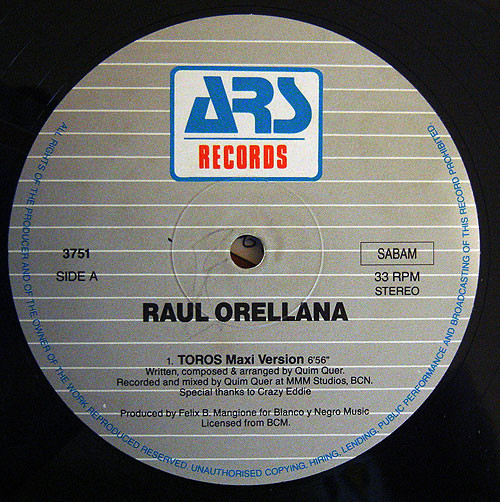 ARS
RECORDS
3751
SIDE A
SABAM
33 RPM
STEREO
RAUL ORELLANA
1. TOROS Maxi Version 6'56"
Written, composed & arranged by Quim Quer.
Recorded and mixed by Quim Quer at MMM Studios, BCN.
Special thanks to Crazy Eddie
Produced by Felix B. Mangione for Blanco y Negro Music
Licensed from BCM.
ALL RIGHTS OF THE PRODUCER AND OF THE OWNER OF THE WORK REPRODUCED RESERVED. UNAUTHORISED COPYING, HIRING, LENDING, PUBLIC PERFORMANCE AND BROADCASTING OF THIS RECORD PROHIBITED.